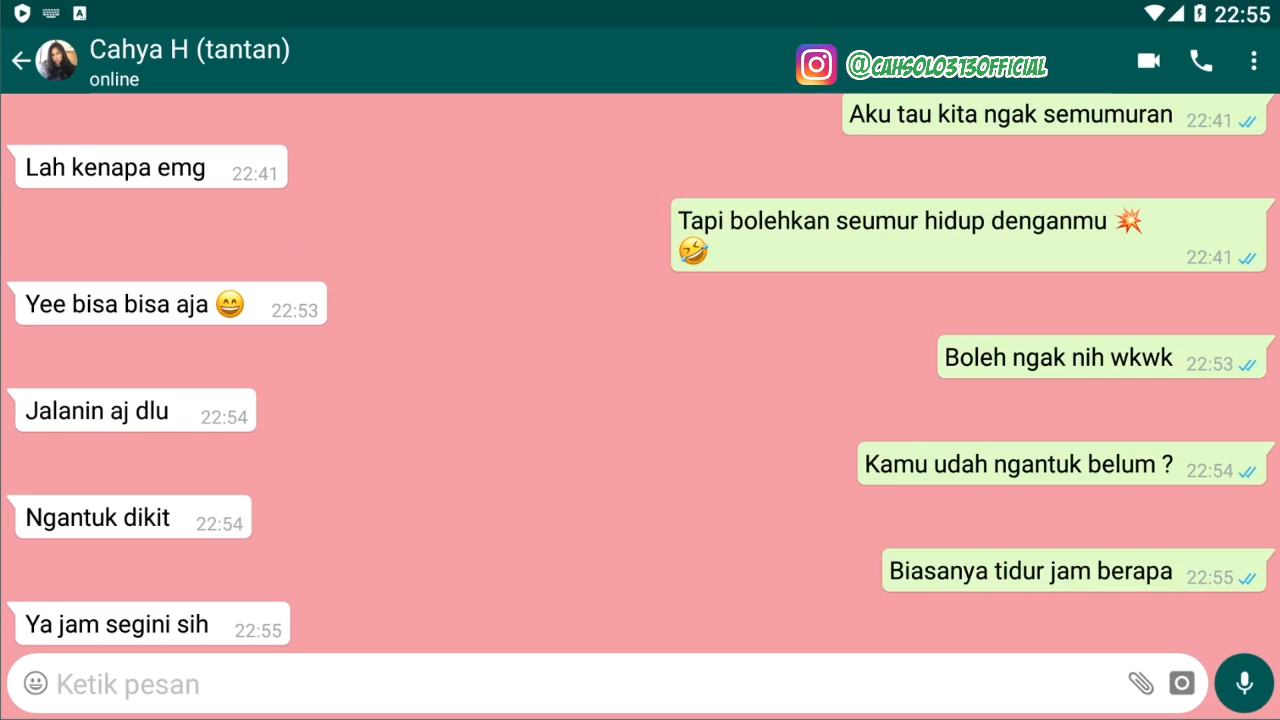 22:55
Cahya H (tantan)
online
@CAHSOLO313OFFICIAL
Aku tau kita ngak semumuran 22:41
Lah kenapa emg 22:41
Tapi bolehkan seumur hidup denganmu 💥
🤣 22:41
Yee bisa bisa aja 😄 22:53
Boleh ngak nih wkwk 22:53
Jalanin aj dlu 22:54
Kamu udah ngantuk belum ? 22:54
Ngantuk dikit 22:54
Biasanya tidur jam berapa 22:55
Ya jam segini sih 22:55
Ketik pesan